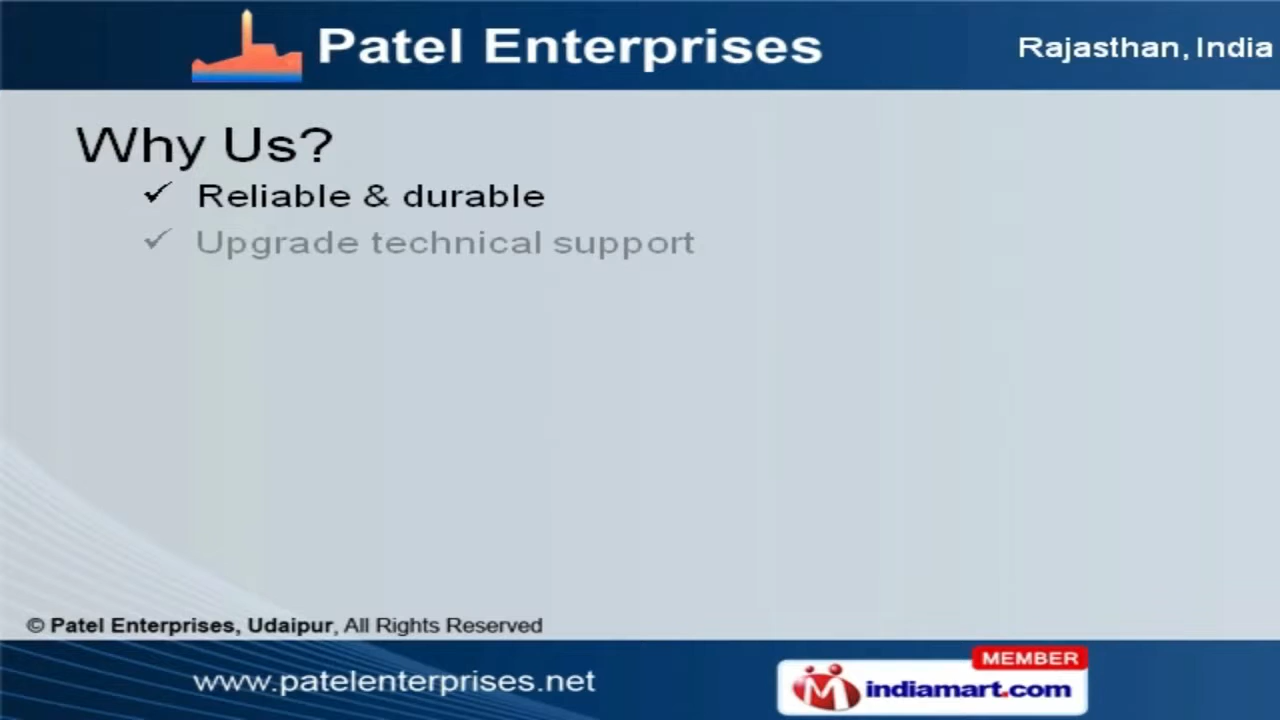 Patel Enterprises
Rajasthan, India
Why Us?
✓ Reliable & durable
✓ Upgrade technical support
© Patel Enterprises, Udaipur, All Rights Reserved
www.patelenterprises.net
MEMBER
indiamart.com